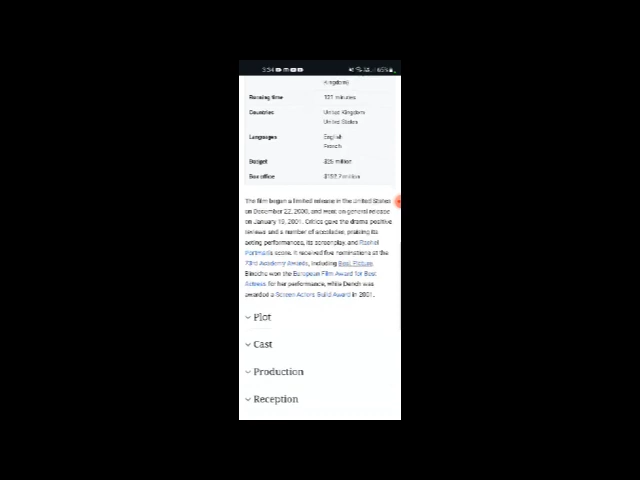 Kingdom)
Running time
121 minutes
Countries
United Kingdom
United States
Languages
English
French
Budget
$25 million
Box office
$152.7 million
The film began a limited release in the United States
on December 22, 2000, and went on general release
on January 19, 2001. Critics gave the drama positive
reviews and a number of accolades, praising its
acting performances, its screenplay, and Rachel
Portman's score. It received five nominations at the
73rd Academy Awards, including Best Picture.
Binoche won the European Film Award for Best
Actress for her performance, while Dench was
awarded a Screen Actors Guild Award in 2001.
Plot
Cast
Production
Reception